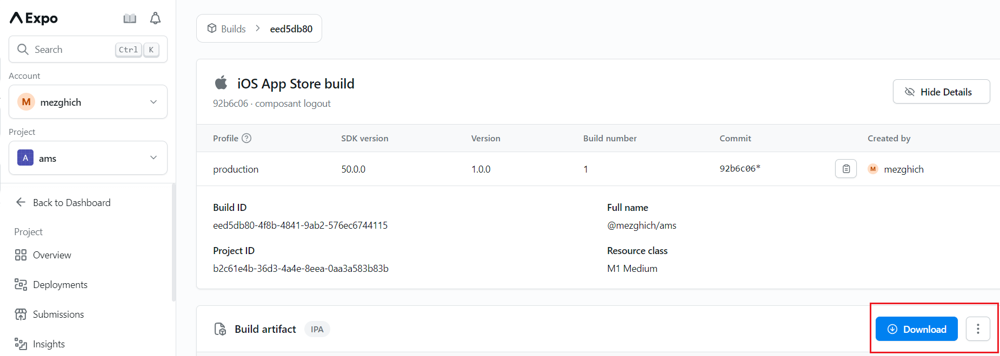 Expo
Search Ctrl K
Account
M mezghich
Project
A ams
Back to Dashboard
Project
Overview
Deployments
Submissions
Insights
Builds > eed5db80
iOS App Store build
92b6c06 · composant logout
Hide Details
Profile ? SDK version Version Build number Commit Created by
production 50.0.0 1.0.0 1 92b6c06* M mezghich
Build ID Full name
eed5db80-4f8b-4841-9ab2-576ec6744115 @mezghich/ams
Project ID Resource class
b2c61e4b-36d3-4a4e-8eea-0aa3a583b83b M1 Medium
Build artifact IPA Download